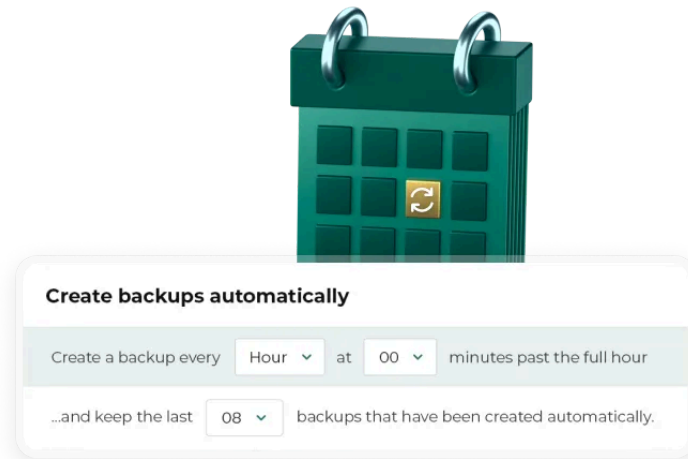 Create backups automatically
Create a backup every Hour at 00 minutes past the full hour
...and keep the last 08 backups that have been created automatically.